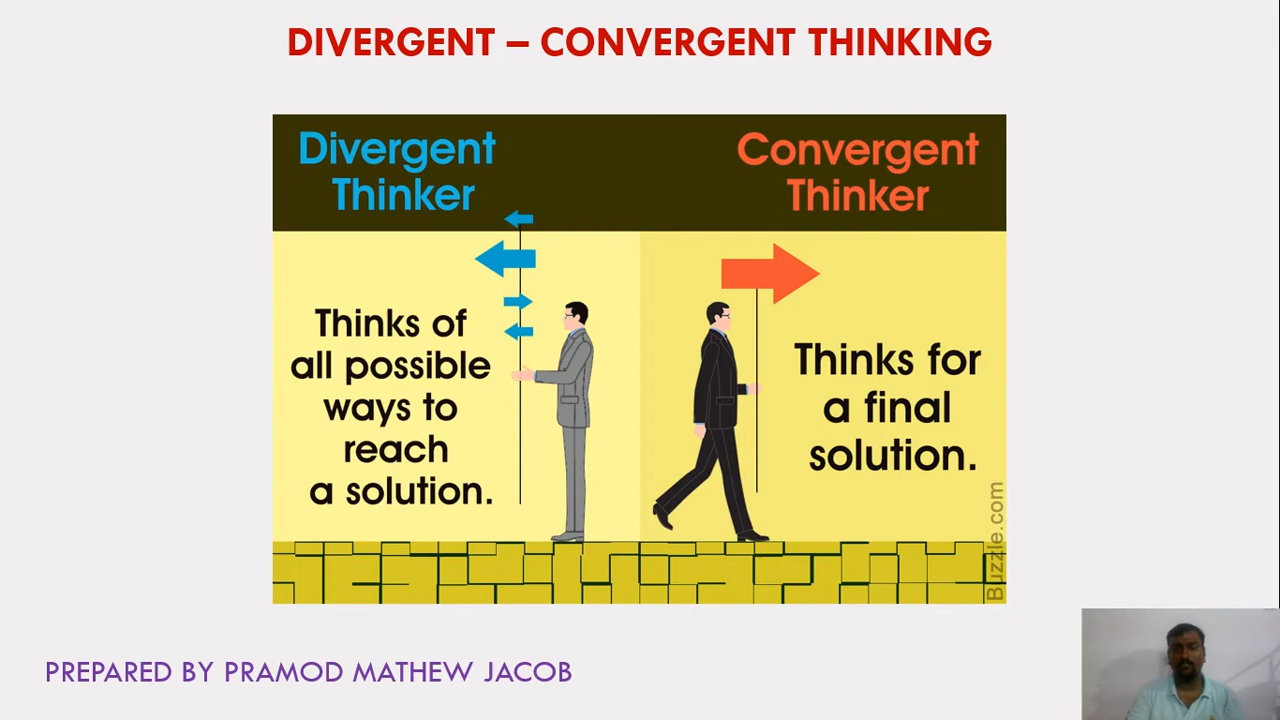 DIVERGENT – CONVERGENT THINKING
Divergent
Thinker
Convergent
Thinker
Thinks of
all possible
ways to
reach
a solution.
Thinks for
a final
solution.
Buzzle.com
PREPARED BY PRAMOD MATHEW JACOB